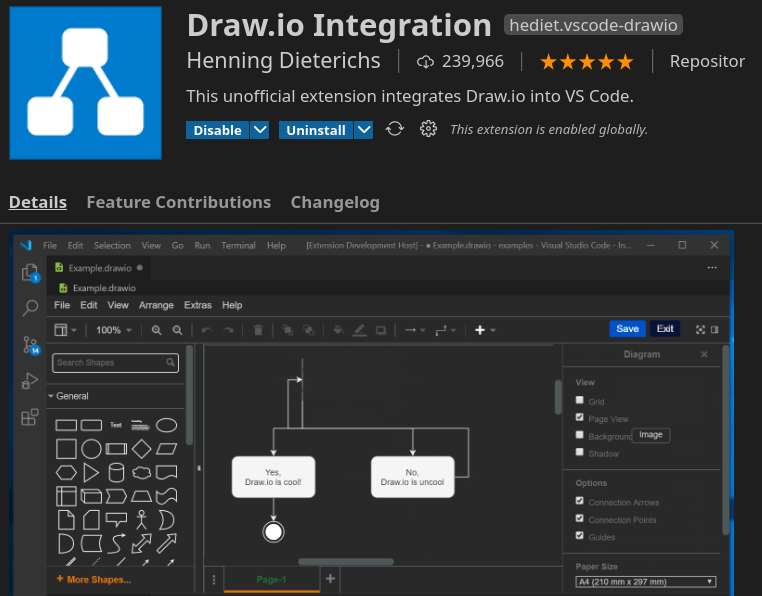 Draw.io Integration hediet.vscode-drawio
Henning Dieterichs 239,966 Repositor
This unofficial extension integrates Draw.io into VS Code.
Disable Uninstall This extension is enabled globally.
Details Feature Contributions Changelog
File Edit Selection View Go Run Terminal Help [Extension Development Host] - ● Example.drawio - examples - Visual Studio Code - In...
Example.drawio ●
Example.drawio
File Edit View Arrange Extras Help
100% Save Exit
1
14
Search Shapes
General
Text
Yes,
Draw.io is cool!
No,
Draw.io is uncool
Diagram
View
Grid
Page View
Background Image
Shadow
Options
Connection Arrows
Connection Points
Guides
Paper Size
A4 (210 mm x 297 mm)
+ More Shapes...
Page-1